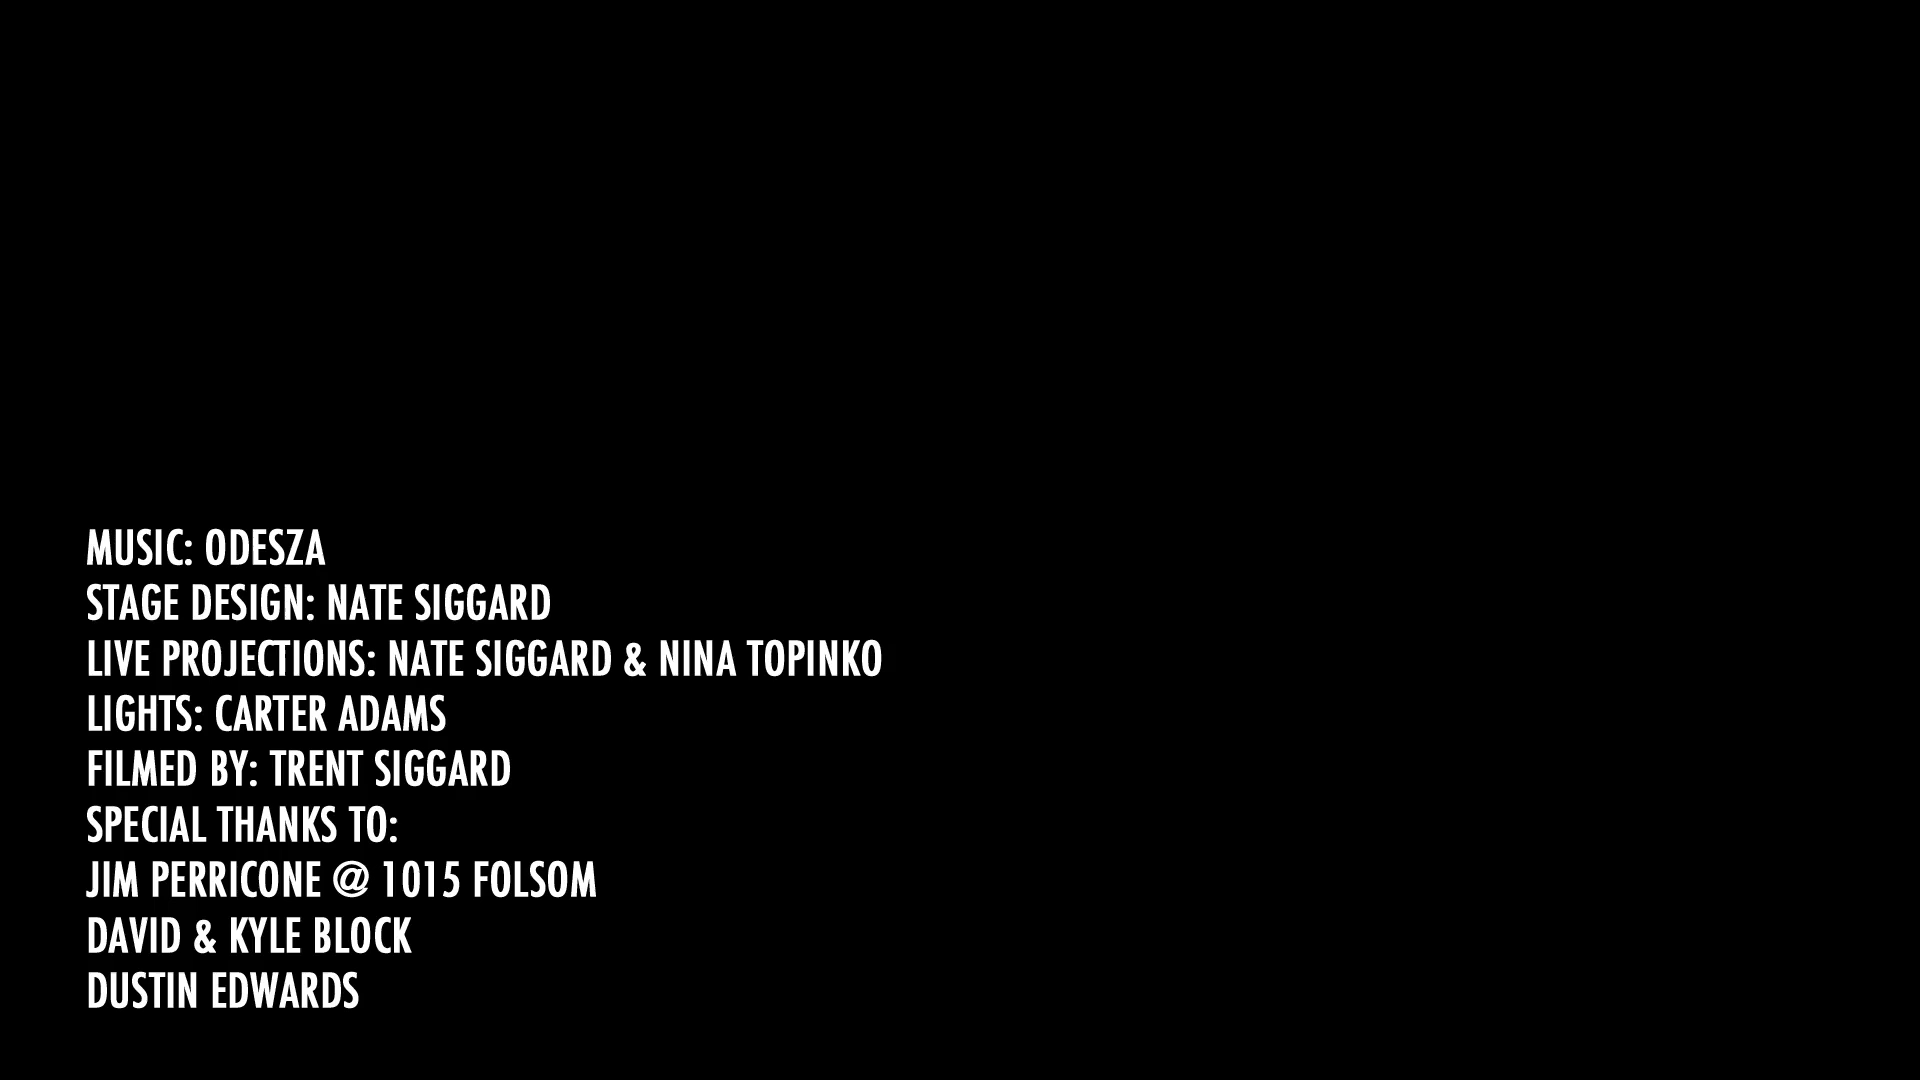 MUSIC: ODESZA
STAGE DESIGN: NATE SIGGARD
LIVE PROJECTIONS: NATE SIGGARD & NINA TOPINKO
LIGHTS: CARTER ADAMS
FILMED BY: TRENT SIGGARD
SPECIAL THANKS TO:
JIM PERRICONE @ 1015 FOLSOM
DAVID & KYLE BLOCK
DUSTIN EDWARDS